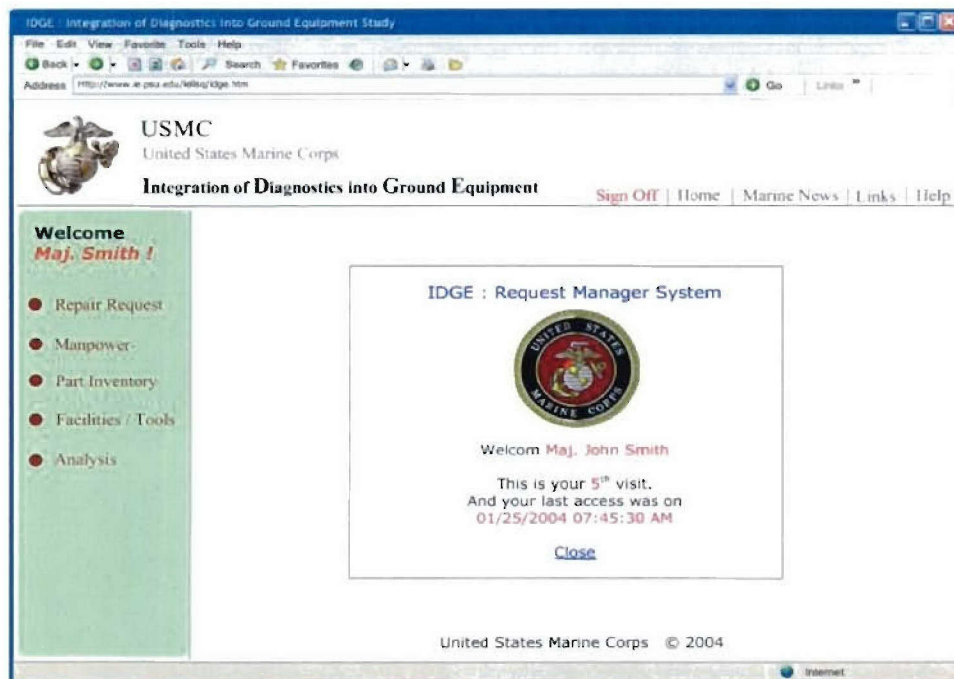 IDGE : Integration of Diagnostics Into Ground Equipment Study
File Edit View Favorite Tools Help
Back Search Favorites
Address Go Links »
USMC
United States Marine Corps
Integration of Diagnostics into Ground Equipment
Sign Off | Home | Marine News | Links | Help
Welcome
Maj. Smith !
Repair Request
Manpower
Part Inventory
Facilities / Tools
Analysis
IDGE : Request Manager System
UNITED STATES
MARINE CORPS
Welcom Maj. John Smith
This is your 5th visit.
And your last access was on
01/25/2004 07:45:30 AM
Close
United States Marine Corps © 2004
Internet